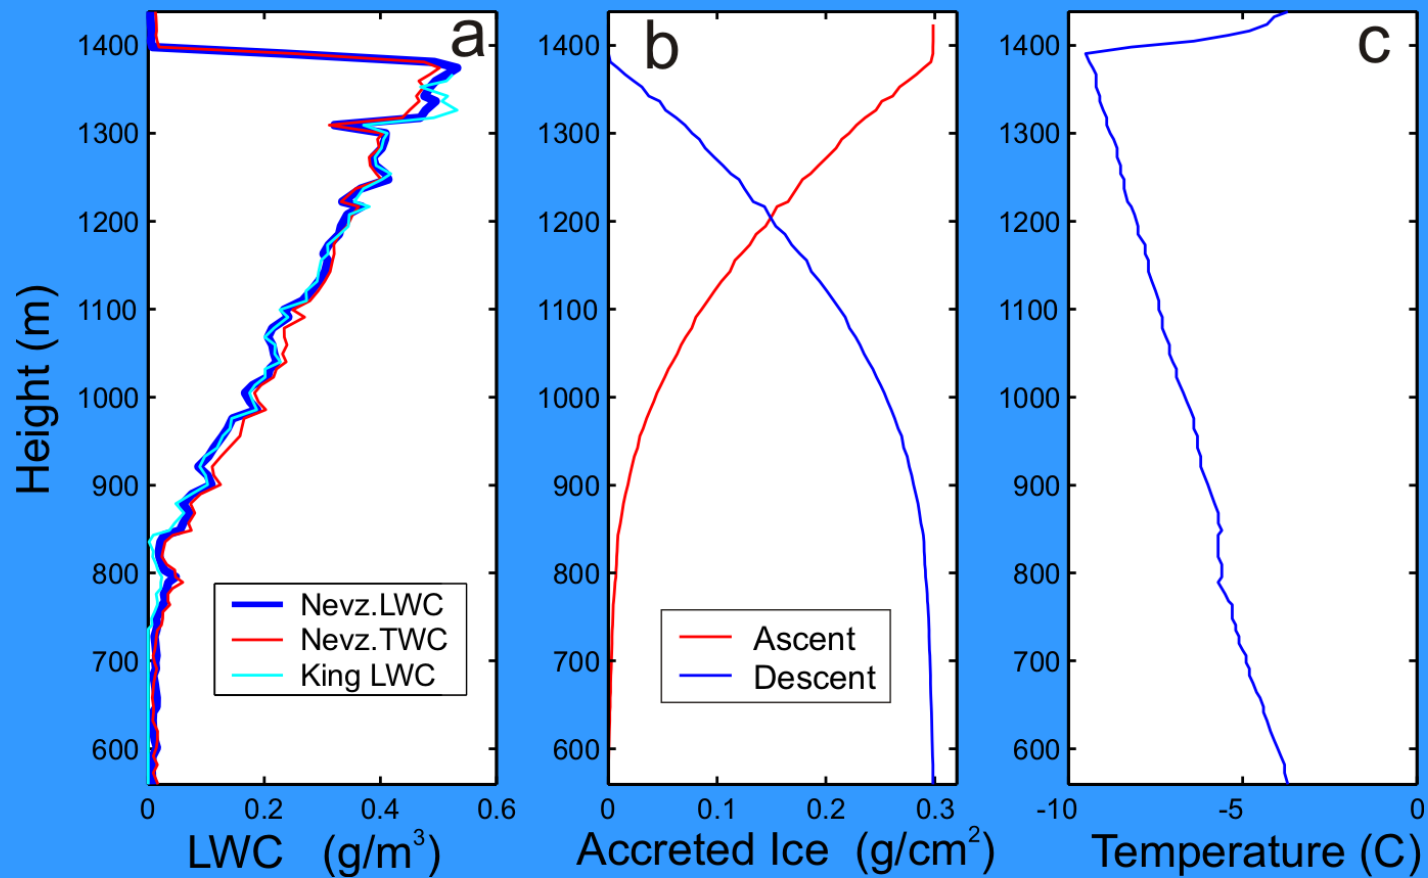 a
1400
1300
1200
1100
1000
900
800
700
600
Height (m)
Nevz.LWC
Nevz.TWC
King LWC
0 0.2 0.4 0.6
LWC (g/m³)
b
1400
1300
1200
1100
1000
900
800
700
600
Ascent
Descent
0 0.1 0.2 0.3
Accreted Ice (g/cm²)
c
1400
1300
1200
1100
1000
900
800
700
600
-10 -5 0
Temperature (C)